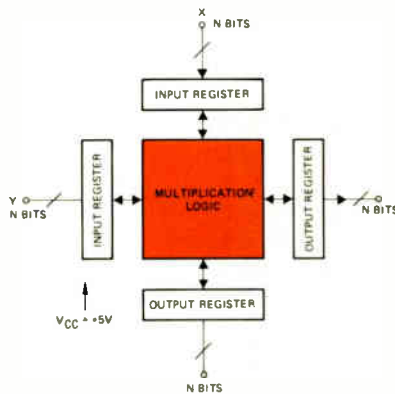 X
N BITS
INPUT REGISTER
INPUT REGISTER
MULTIPLICATION
LOGIC
OUTPUT REGISTER
Y
N BITS
N BITS
OUTPUT REGISTER
VCC = +5V
N BITS